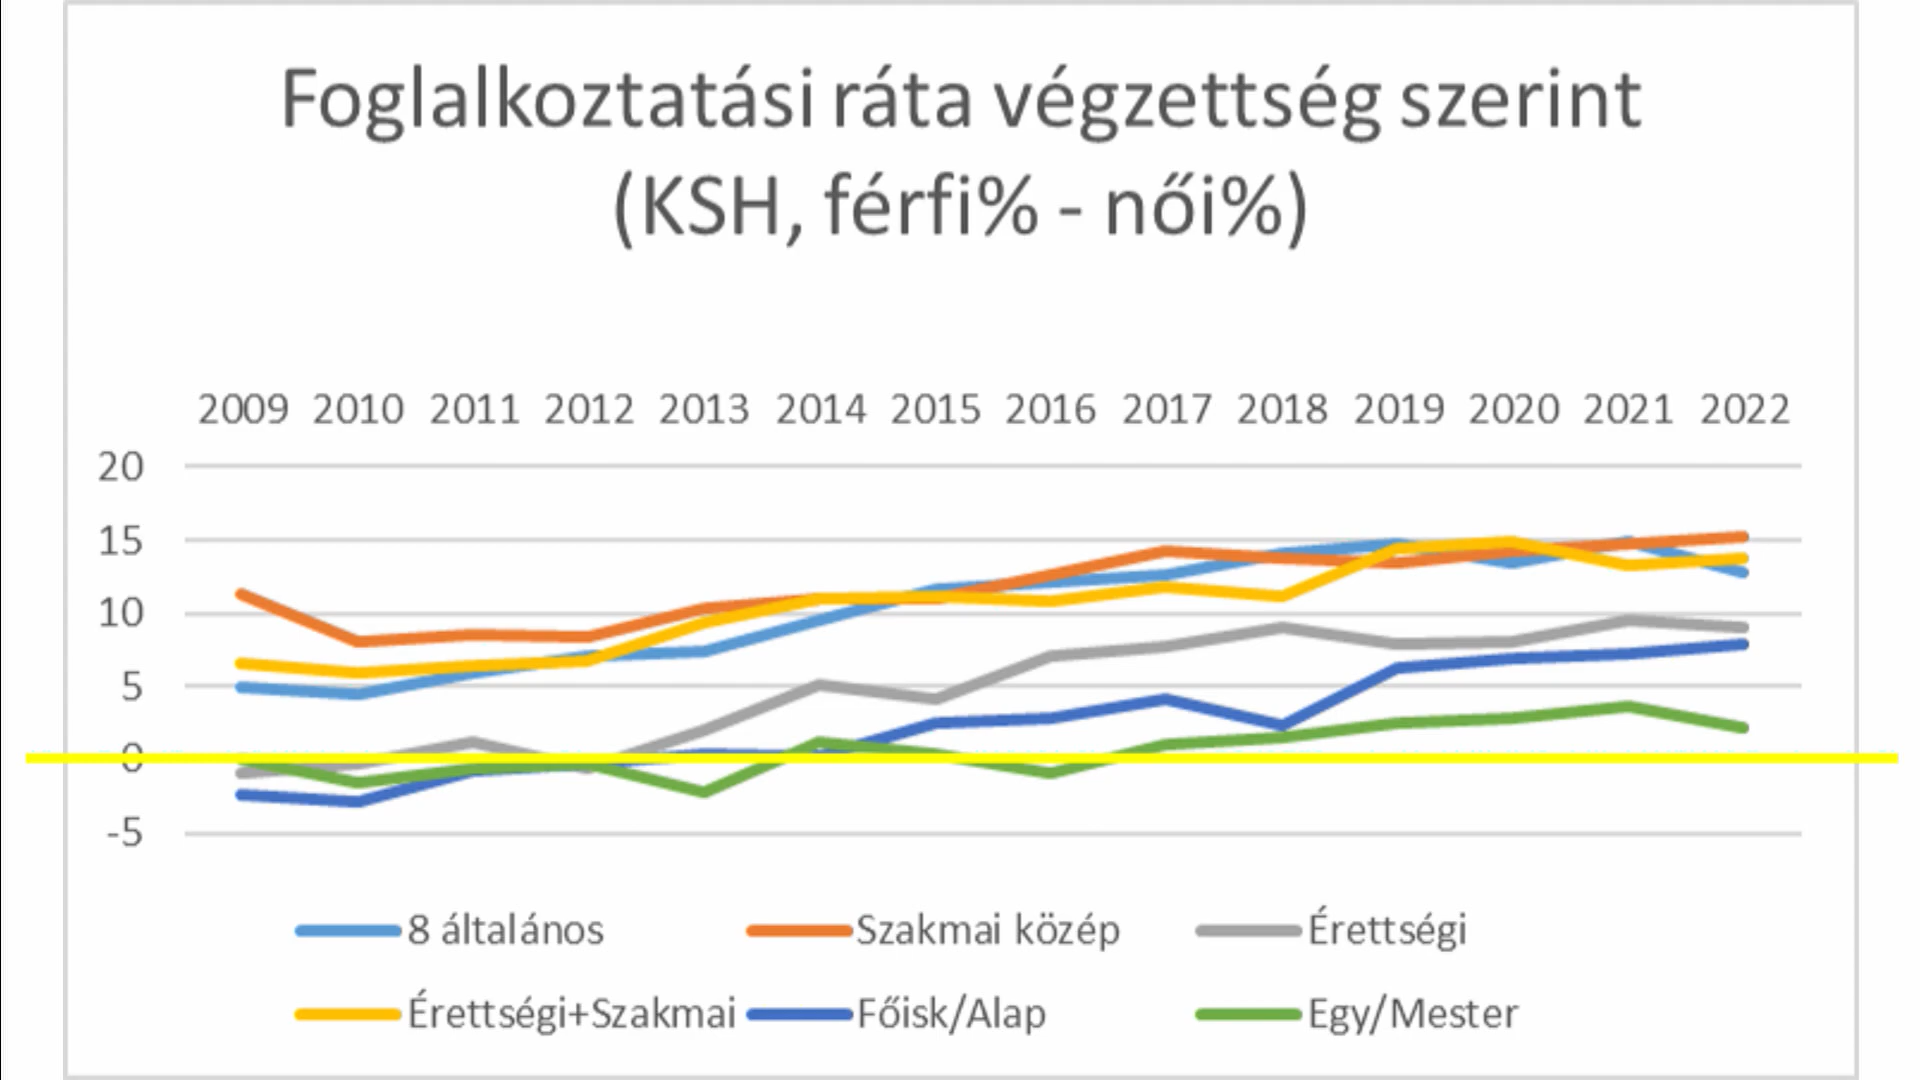 Foglalkoztatási ráta végzettség szerint
(KSH, férfi% - női%)
2009 2010 2011 2012 2013 2014 2015 2016 2017 2018 2019 2020 2021 2022
20
15
10
5
0
-5
8 általános Szakmai közép Érettségi
Érettségi+Szakmai Főisk/Alap Egy/Mester